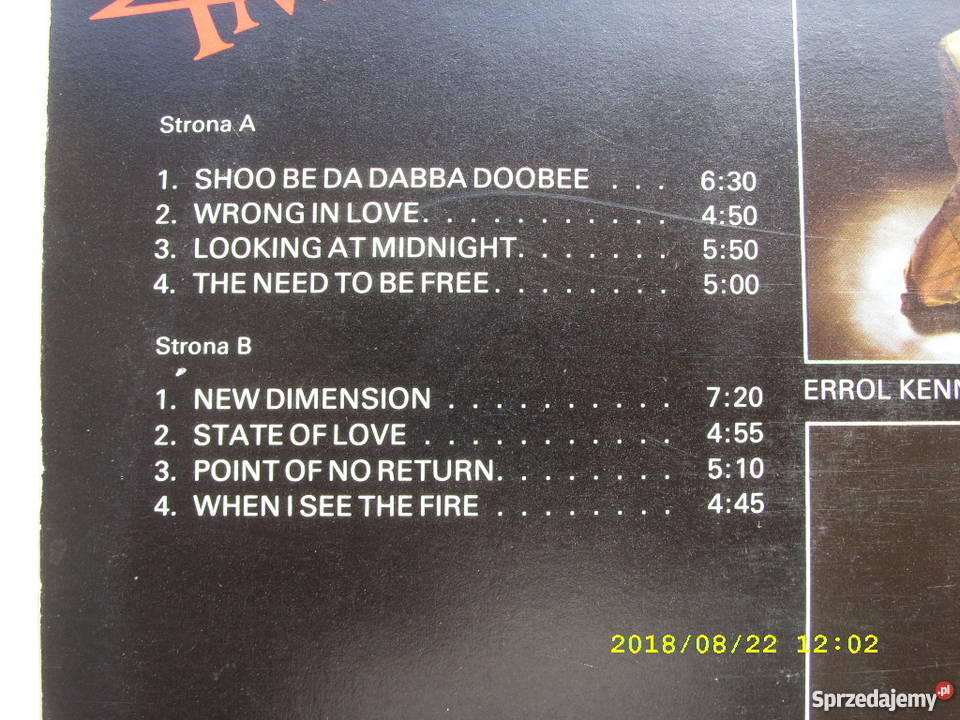 Strona A
1. SHOO BE DA DABBA DOOBEE . . . 6:30
2. WRONG IN LOVE. . . . . . . . . . . 4:50
3. LOOKING AT MIDNIGHT. . . . . . . 5:50
4. THE NEED TO BE FREE. . . . . . . . 5:00
Strona B
1. NEW DIMENSION . . . . . . . . . . 7:20
2. STATE OF LOVE . . . . . . . . . . . 4:55
3. POINT OF NO RETURN. . . . . . . . 5:10
4. WHEN I SEE THE FIRE . . . . . . . . 4:45
ERROL KENN
2018/08/22 12:02
Sprzedajemy.pl